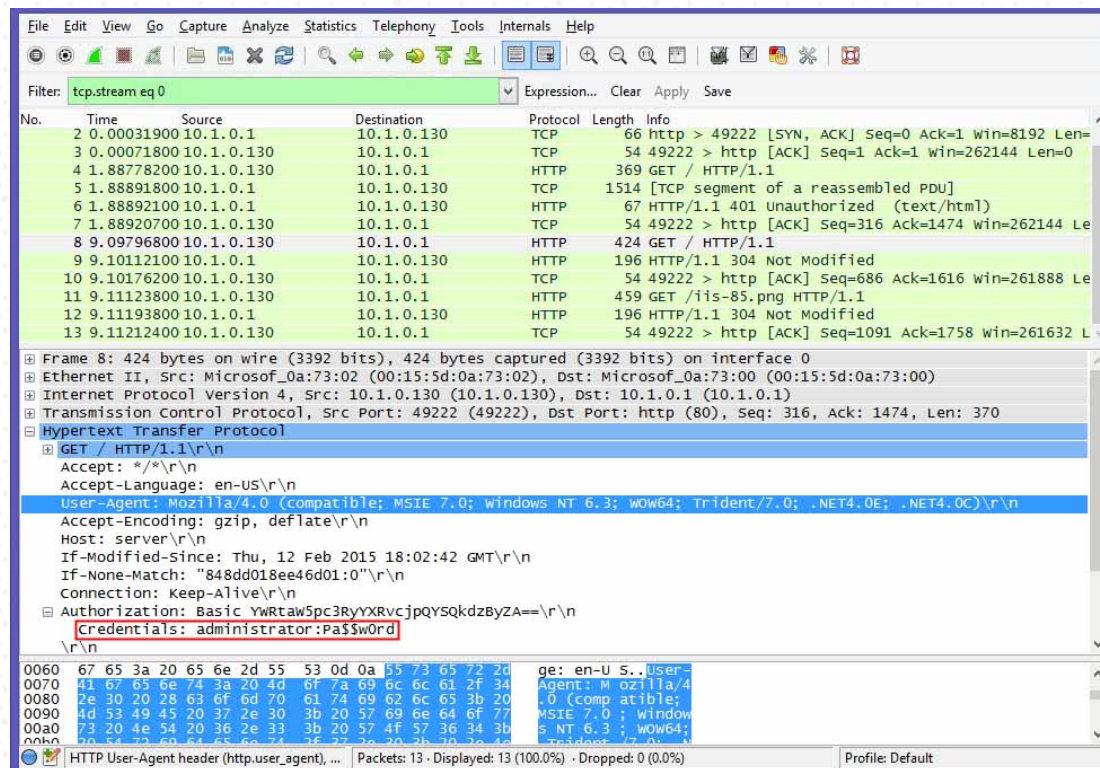 File Edit View Go Capture Analyze Statistics Telephony Tools Internals Help
Filter: tcp.stream eq 0 Expression... Clear Apply Save
No. Time Source Destination Protocol Length Info
2 0.00031900 10.1.0.1 10.1.0.130 TCP 66 http > 49222 [SYN, ACK] Seq=0 Ack=1 Win=8192 Len=
3 0.00071800 10.1.0.130 10.1.0.1 TCP 54 49222 > http [ACK] Seq=1 Ack=1 Win=262144 Len=0
4 1.88778200 10.1.0.130 10.1.0.1 HTTP 369 GET / HTTP/1.1
5 1.88891800 10.1.0.1 10.1.0.130 TCP 1514 [TCP segment of a reassembled PDU]
6 1.88892100 10.1.0.1 10.1.0.130 HTTP 67 HTTP/1.1 401 Unauthorized (text/html)
7 1.88920700 10.1.0.130 10.1.0.1 TCP 54 49222 > http [ACK] Seq=316 Ack=1474 Win=262144 Le
8 9.09796800 10.1.0.130 10.1.0.1 HTTP 424 GET / HTTP/1.1
9 9.10112100 10.1.0.1 10.1.0.130 HTTP 196 HTTP/1.1 304 Not Modified
10 9.10176200 10.1.0.130 10.1.0.1 TCP 54 49222 > http [ACK] Seq=686 Ack=1616 Win=261888 Le
11 9.11123800 10.1.0.130 10.1.0.1 HTTP 459 GET /iis-85.png HTTP/1.1
12 9.11193800 10.1.0.1 10.1.0.130 HTTP 196 HTTP/1.1 304 Not Modified
13 9.11212400 10.1.0.130 10.1.0.1 TCP 54 49222 > http [ACK] Seq=1091 Ack=1758 Win=261632 L
Frame 8: 424 bytes on wire (3392 bits), 424 bytes captured (3392 bits) on interface 0
Ethernet II, Src: Microsof_0a:73:02 (00:15:5d:0a:73:02), Dst: Microsof_0a:73:00 (00:15:5d:0a:73:00)
Internet Protocol Version 4, Src: 10.1.0.130 (10.1.0.130), Dst: 10.1.0.1 (10.1.0.1)
Transmission Control Protocol, Src Port: 49222 (49222), Dst Port: http (80), Seq: 316, Ack: 1474, Len: 370
Hypertext Transfer Protocol
GET / HTTP/1.1\r\n
Accept: */*\r\n
Accept-Language: en-US\r\n
User-Agent: Mozilla/4.0 (compatible; MSIE 7.0; Windows NT 6.3; WOW64; Trident/7.0; .NET4.0E; .NET4.0C)\r\n
Accept-Encoding: gzip, deflate\r\n
Host: server\r\n
If-Modified-Since: Thu, 12 Feb 2015 18:02:42 GMT\r\n
If-None-Match: "848dd018ee46d01:0"\r\n
Connection: Keep-Alive\r\n
Authorization: Basic YWRtaW5pc3RyYXRvcjpQYSQkdzByZA==\r\n
Credentials: administrator:Pa$$w0rd
\r\n
0060 67 65 3a 20 65 6e 2d 55 53 0d 0a 55 73 65 72 2d ge: en-U S..User-
0070 41 67 65 6e 74 3a 20 4d 6f 7a 69 6c 6c 61 2f 34 Agent: M ozilla/4
0080 2e 30 20 28 63 6f 6d 70 61 74 69 62 6c 65 3b 20 .0 (comp atible;
0090 4d 53 49 45 20 37 2e 30 3b 20 57 69 6e 64 6f 77 MSIE 7.0 ; Window
00a0 73 20 4e 54 20 36 2e 33 3b 20 57 4f 57 36 34 3b s NT 6.3 ; WOW64;
HTTP User-Agent header (http.user_agent), ... Packets: 13 · Displayed: 13 (100.0%) · Dropped: 0 (0.0%) Profile: Default